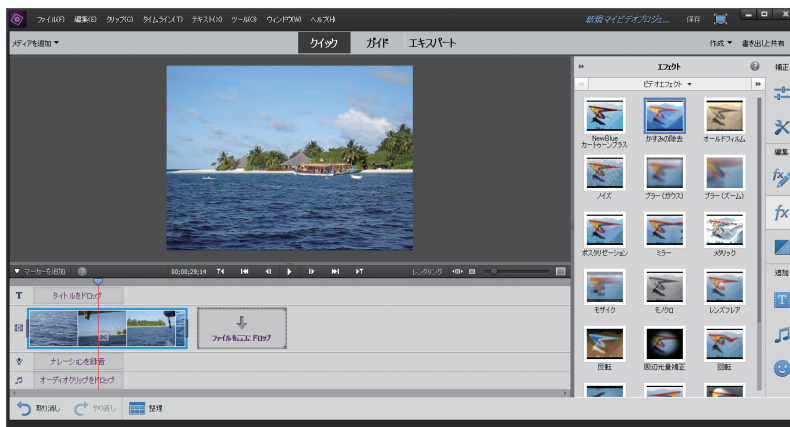 ファイル(F) 編集(E) クリップ(C) タイムライン(T) テキスト(X) ツール(O) ウィンドウ(W) ヘルプ(H) 新規 マイビデオプロジェ... 保存
メディアを追加 クイック ガイド エキスパート 作成 書き出しと共有
エフェクト 補正
ビデオエフェクト
NewBlue カートゥーンプラス かすみの除去 オールドフィルム
編集
ノイズ ブラー (ガウス) ブラー (ズーム)
ポスタリゼーション ミラー メタリック
マーカーを追加 00;00;29;14 レンダリング 追加
タイトルをドロップ
モザイク モノクロ レンズフレア
ファイルをここに ドロップ
ナレーションを録音
反転 周辺光量補正 回転
オーディオクリップをドロップ
取り消し やり直し 整理